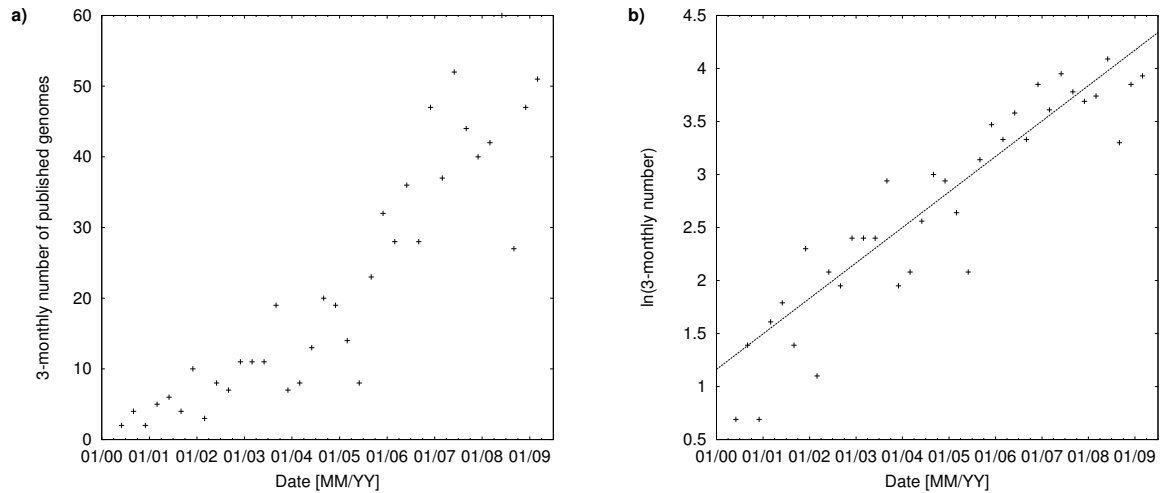 a)
3-monthly number of published genomes
60
50
40
30
20
10
0
01/00 01/01 01/02 01/03 01/04 01/05 01/06 01/07 01/08 01/09
Date [MM/YY]
b)
ln(3-monthly number)
4.5
4
3.5
3
2.5
2
1.5
1
0.5
01/00 01/01 01/02 01/03 01/04 01/05 01/06 01/07 01/08 01/09
Date [MM/YY]